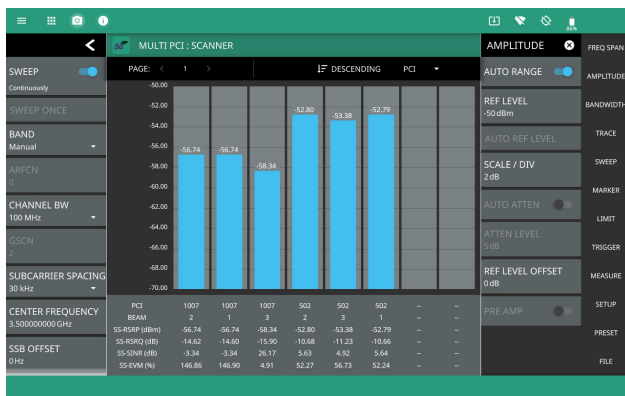 86%
5G MULTI PCI : SCANNER
AMPLITUDE
FREQ SPAN
SWEEP
Continuously
PAGE: < 1 >
DESCENDING PCI
AUTO RANGE
AMPLITUDE
SWEEP ONCE
BAND
Manual
ARFCN
0
CHANNEL BW
100 MHz
GSCN
2
SUBCARRIER SPACING
30 kHz
CENTER FREQUENCY
3.500000000 GHz
SSB OFFSET
0 Hz
-50.00
-52.00
-54.00
-56.00
-58.00
-60.00
-62.00
-64.00
-66.00
-68.00
-70.00
-56.74 -56.74 -58.34 -52.80 -53.38 -52.79
PCI 1007 1007 1007 502 502 502 -- --
BEAM 2 1 3 2 3 1 -- --
SS-RSRP (dBm) -56.74 -56.74 -58.34 -52.80 -53.38 -52.79 -- --
SS-RSRQ (dB) -14.62 -14.60 -15.90 -10.68 -11.23 -10.66 -- --
SS-SINR (dB) -3.34 -3.34 26.17 5.63 4.92 5.64 -- --
SS-EVM (%) 146.86 146.90 4.91 52.27 56.73 52.24 -- --
REF LEVEL
-50 dBm
AUTO REF LEVEL
SCALE / DIV
2 dB
AUTO ATTEN
ATTEN LEVEL
5 dB
REF LEVEL OFFSET
0 dB
PRE AMP
BANDWIDTH
TRACE
SWEEP
MARKER
LIMIT
TRIGGER
MEASURE
SETUP
PRESET
FILE